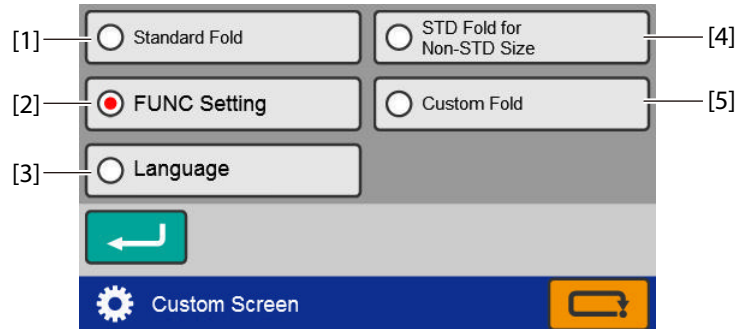 [1]
Standard Fold
STD Fold for
Non-STD Size
[4]
[2]
FUNC Setting
Custom Fold
[5]
[3]
Language
Custom Screen